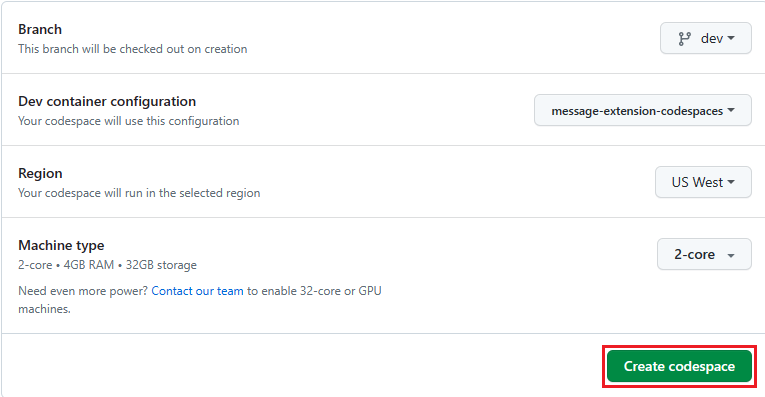 Branch
This branch will be checked out on creation
dev
Dev container configuration
Your codespace will use this configuration
message-extension-codespaces
Region
Your codespace will run in the selected region
US West
Machine type
2-core • 4GB RAM • 32GB storage
2-core
Need even more power? Contact our team to enable 32-core or GPU
machines.
Create codespace